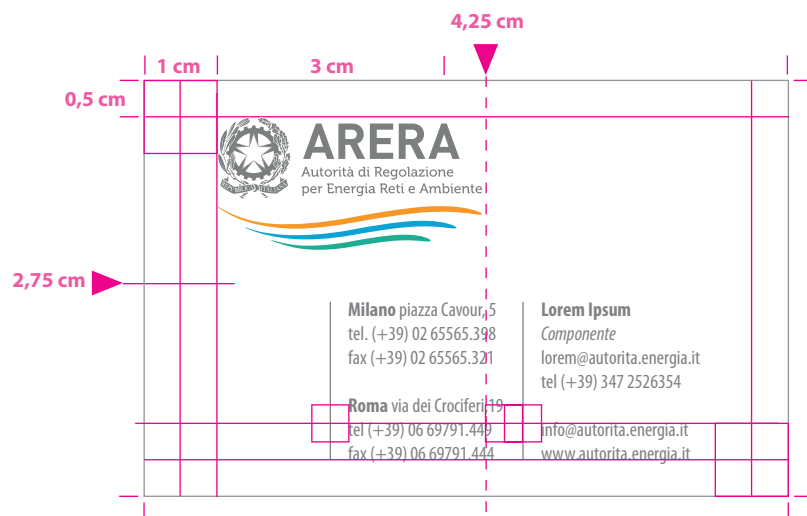 4,25 cm
1 cm
3 cm
0,5 cm
ARERA
Autorità di Regolazione
per Energia Reti e Ambiente
2,75 cm
Milano piazza Cavour, 5
tel. (+39) 02 65565.398
fax (+39) 02 65565.321
Roma via dei Crociferi,19
tel (+39) 06 69791.449
fax (+39) 06 69791.444
Lorem Ipsum
Componente
lorem@autorita.energia.it
tel (+39) 347 2526354
info@autorita.energia.it
www.autorita.energia.it